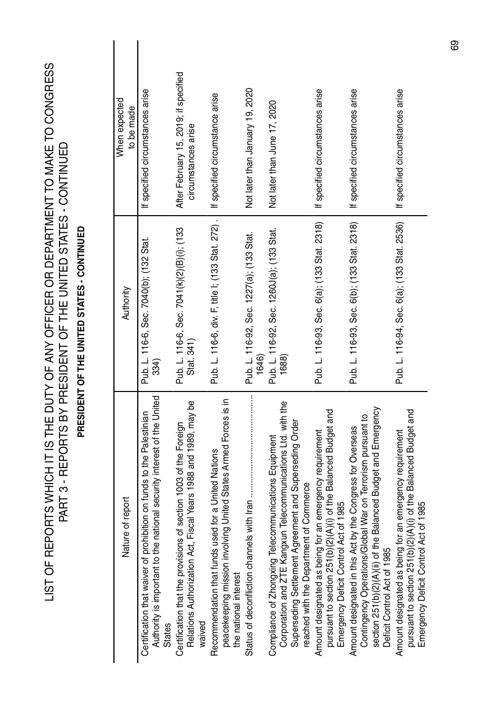 LIST OF REPORTS WHICH IT IS THE DUTY OF ANY OFFICER OR DEPARTMENT TO MAKE TO CONGRESS
PART 3 - REPORTS BY PRESIDENT OF THE UNITED STATES - CONTINUED
PRESIDENT OF THE UNITED STATES - CONTINUED
Nature of report
Authority
When expected
to be made
Certification that waiver of prohibition on funds to the Palestinian
Authority is important to the national security interest of the United
States
Pub. L. 116-6, Sec. 7040(b); (132 Stat.
334)
If specified circumstances arise
Certification that the provisions of section 1003 of the Foreign
Relations Authorization Act, Fiscal Years 1988 and 1989, may be
waived
Pub. L. 116-6, Sec. 7041(k)(2)(B)(i); (133
Stat. 341)
After February 15, 2019; if specified
circumstances arise
Recommendation that funds used for a United Nations
peacekeeping mission involving United States Armed Forces is in
the national interest
Pub. L. 116-6, div. F, title I; (133 Stat. 272) .
If specified circumstance arise
Status of deconfliction channels with Iran ........................................
Pub. L. 116-92, Sec. 1227(a); (133 Stat.
1646)
Not later than January 19, 2020
Compliance of Zhongxing Telecommunications Equipment
Corporation and ZTE Kangxun Telecommunications Ltd. with the
Superseding Settlement Agreement and Superseding Order
reached with the Department of Commerce
Pub. L. 116-92, Sec. 1260J(a); (133 Stat.
1688)
Not later than June 17, 2020
Amount designated as being for an emergency requirement
pursuant to section 251(b)(2)(A)(i) of the Balanced Budget and
Emergency Deficit Control Act of 1985
Pub. L. 116-93, Sec. 6(a); (133 Stat. 2318)
If specified circumstances arise
Amount designated in this Act by the Congress for Overseas
Contingency Operations/Global War on Terrorism pursuant to
section 251(b)(2)(A)(ii) of the Balanced Budget and Emergency
Deficit Control Act of 1985
Pub. L. 116-93, Sec. 6(b); (133 Stat. 2318)
If specified circumstances arise
Amount designated as being for an emergency requirement
pursuant to section 251(b)(2)(A)(i) of the Balanced Budget and
Emergency Deficit Control Act of 1985
Pub. L. 116-94, Sec. 6(a); (133 Stat. 2536)
If specified circumstances arise
69